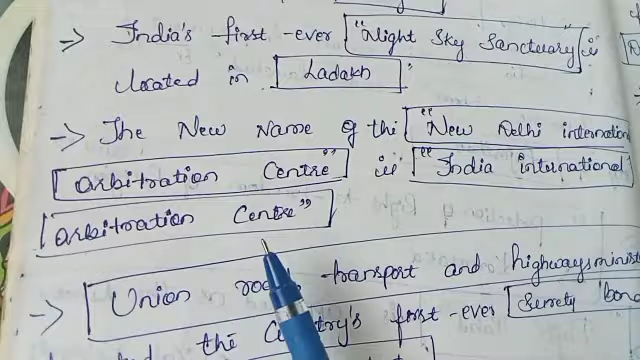 → India's first-ever "Night Sky Sanctuary" is
located in Ladakh"
→ The New Name of the "New Delhi international
arbitration Centre" is "India international
arbitration Centre"
→ Union road transport and highways minist
the country's first-ever Surety 'bon